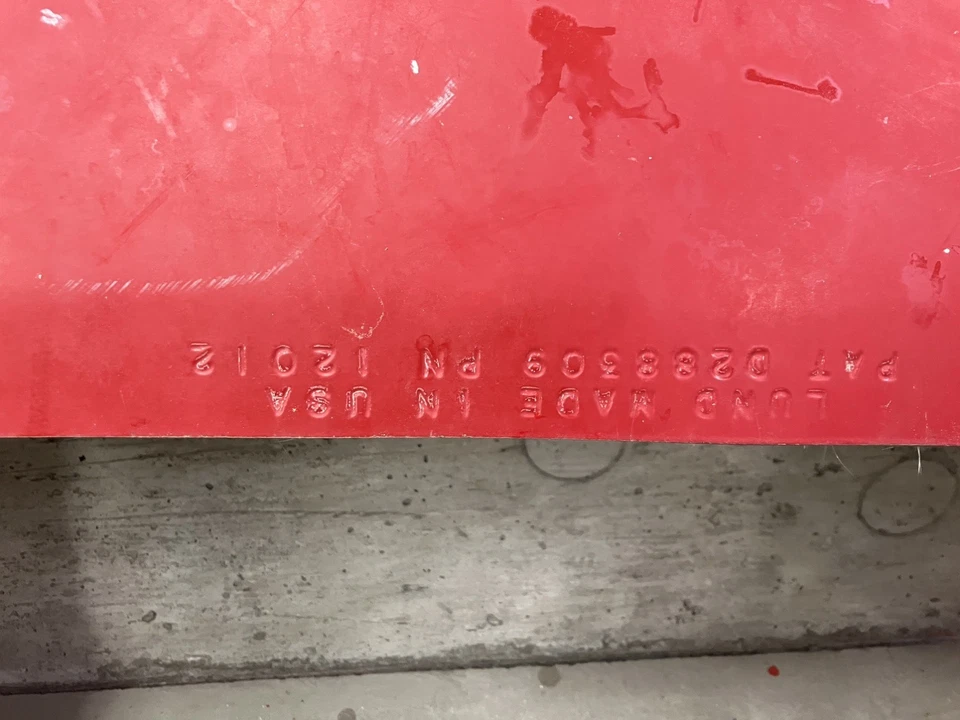 LUND MADE IN USA
PAT D288309 PN 12012